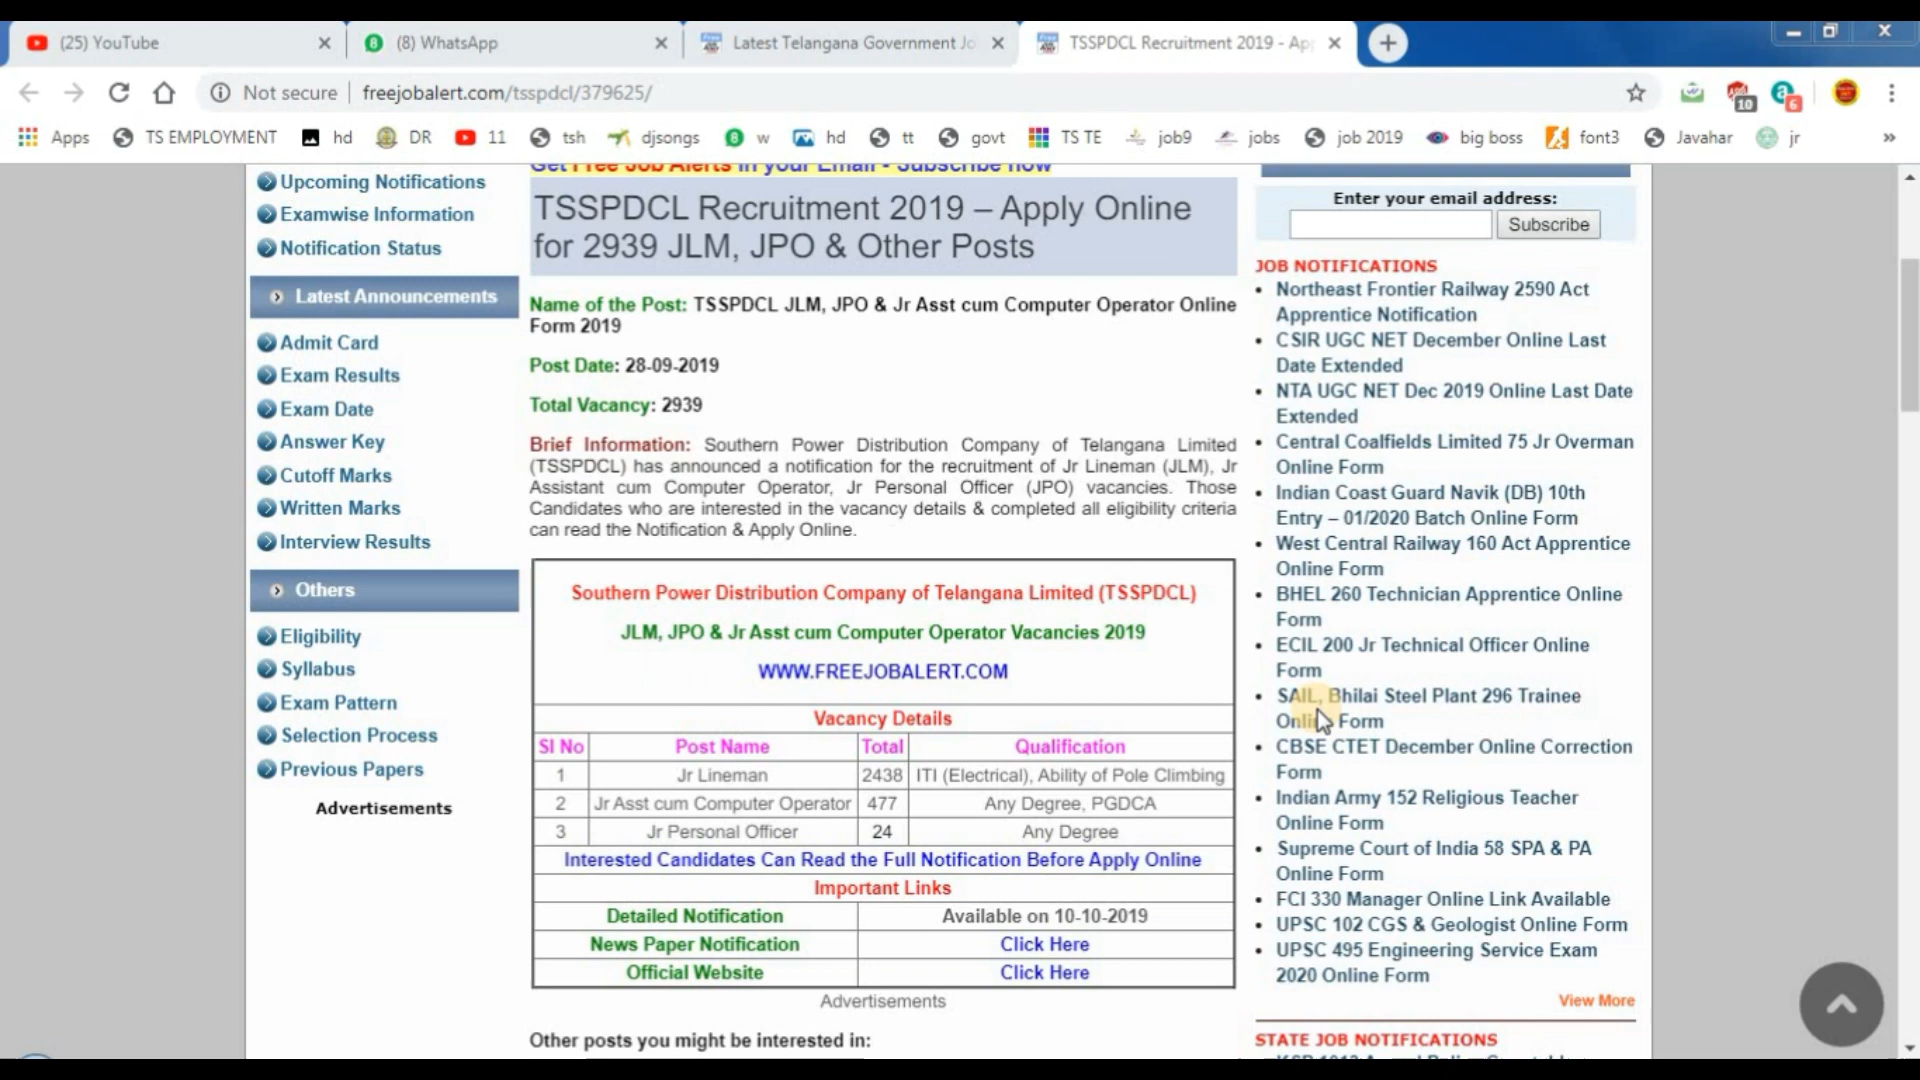 (25) YouTube
(8) WhatsApp
Latest Telangana Government Jo
TSSPDCL Recruitment 2019 - Ap
Not secure
freejobalert.com/tsspdcl/379625/
10
6
Apps
TS EMPLOYMENT
hd
DR
11
tsh
djsongs
w
hd
tt
govt
TS TE
job9
jobs
job 2019
big boss
font3
Javahar
jr
»
Upcoming Notifications
Examwise Information
Notification Status
Latest Announcements
Admit Card
Exam Results
Exam Date
Answer Key
Cutoff Marks
Written Marks
Interview Results
Others
Eligibility
Syllabus
Exam Pattern
Selection Process
Previous Papers
Advertisements
Get Free Job Alerts in your Email - Subscribe now
TSSPDCL Recruitment 2019 – Apply Online
for 2939 JLM, JPO & Other Posts
Name of the Post: TSSPDCL JLM, JPO & Jr Asst cum Computer Operator Online
Form 2019
Post Date: 28-09-2019
Total Vacancy: 2939
Brief Information: Southern Power Distribution Company of Telangana Limited
(TSSPDCL) has announced a notification for the recruitment of Jr Lineman (JLM), Jr
Assistant cum Computer Operator, Jr Personal Officer (JPO) vacancies. Those
Candidates who are interested in the vacancy details & completed all eligibility criteria
can read the Notification & Apply Online.
Southern Power Distribution Company of Telangana Limited (TSSPDCL)
JLM, JPO & Jr Asst cum Computer Operator Vacancies 2019
WWW.FREEJOBALERT.COM
Vacancy Details
SI No Post Name Total Qualification
1 Jr Lineman 2438 ITI (Electrical), Ability of Pole Climbing
2 Jr Asst cum Computer Operator 477 Any Degree, PGDCA
3 Jr Personal Officer 24 Any Degree
Interested Candidates Can Read the Full Notification Before Apply Online
Important Links
Detailed Notification Available on 10-10-2019
News Paper Notification Click Here
Official Website Click Here
Advertisements
Other posts you might be interested in:
Enter your email address:
Subscribe
JOB NOTIFICATIONS
Northeast Frontier Railway 2590 Act
Apprentice Notification
CSIR UGC NET December Online Last
Date Extended
NTA UGC NET Dec 2019 Online Last Date
Extended
Central Coalfields Limited 75 Jr Overman
Online Form
Indian Coast Guard Navik (DB) 10th
Entry – 01/2020 Batch Online Form
West Central Railway 160 Act Apprentice
Online Form
BHEL 260 Technician Apprentice Online
Form
ECIL 200 Jr Technical Officer Online
Form
SAIL, Bhilai Steel Plant 296 Trainee
Online Form
CBSE CTET December Online Correction
Form
Indian Army 152 Religious Teacher
Online Form
Supreme Court of India 58 SPA & PA
Online Form
FCI 330 Manager Online Link Available
UPSC 102 CGS & Geologist Online Form
UPSC 495 Engineering Service Exam
2020 Online Form
View More
STATE JOB NOTIFICATIONS